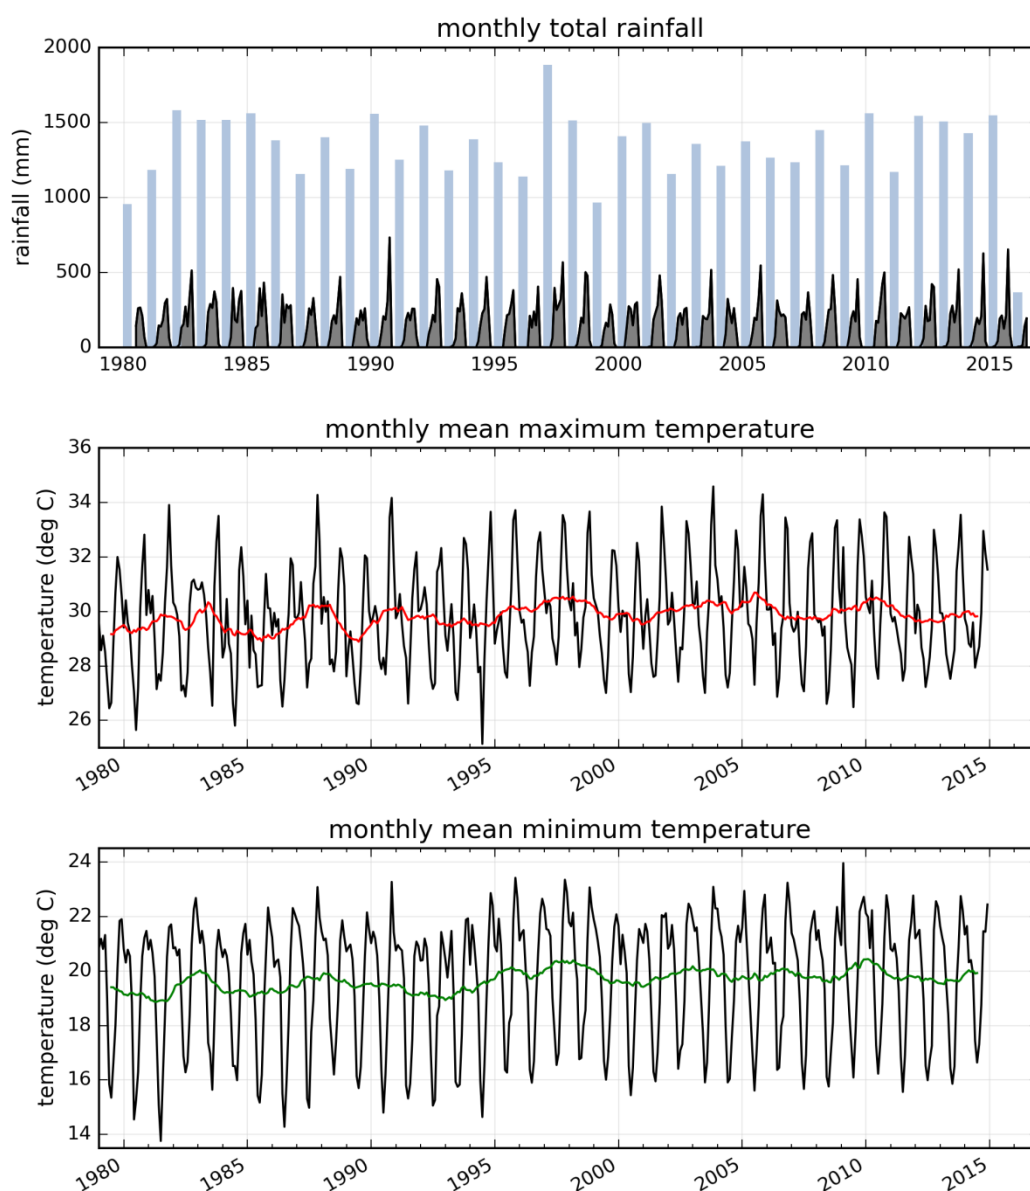 monthly total rainfall
2000
1500
1000
500
0
rainfall (mm)
1980 1985 1990 1995 2000 2005 2010 2015
monthly mean maximum temperature
36
34
32
30
28
26
temperature (deg C)
1980 1985 1990 1995 2000 2005 2010 2015
monthly mean minimum temperature
24
22
20
18
16
14
temperature (deg C)
1980 1985 1990 1995 2000 2005 2010 2015